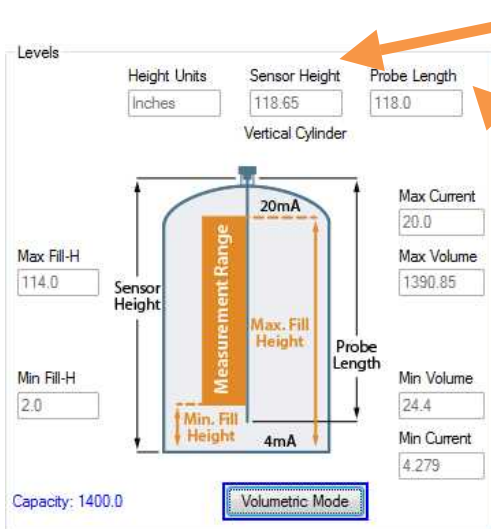 Levels
Height Units Sensor Height Probe Length
Inches 118.65 118.0
Vertical Cylinder
20mA
Max Current
20.0
Max Fill-H
114.0
Max Volume
1390.85
Sensor
Height
Measurement Range
Max. Fill
Height
Probe
Length
Min Fill-H
2.0
Min Volume
24.4
Min. Fill
Height
4mA
Min Current
4.279
Capacity: 1400.0
Volumetric Mode